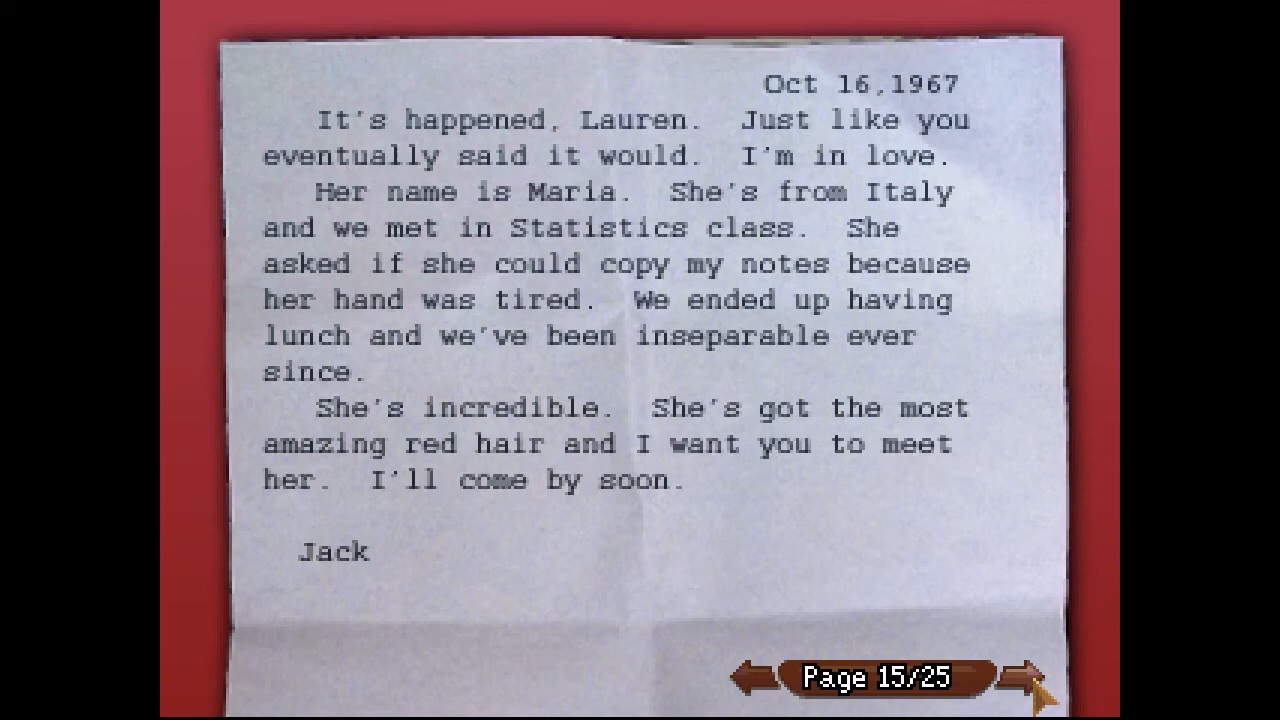 Oct 16,1967
It's happened, Lauren. Just like you
eventually said it would. I'm in love.
Her name is Maria. She's from Italy
and we met in Statistics class. She
asked if she could copy my notes because
her hand was tired. We ended up having
lunch and we've been inseparable ever
since.
She's incredible. She's got the most
amazing red hair and I want you to meet
her. I'll come by soon.
Jack
Page 15/25